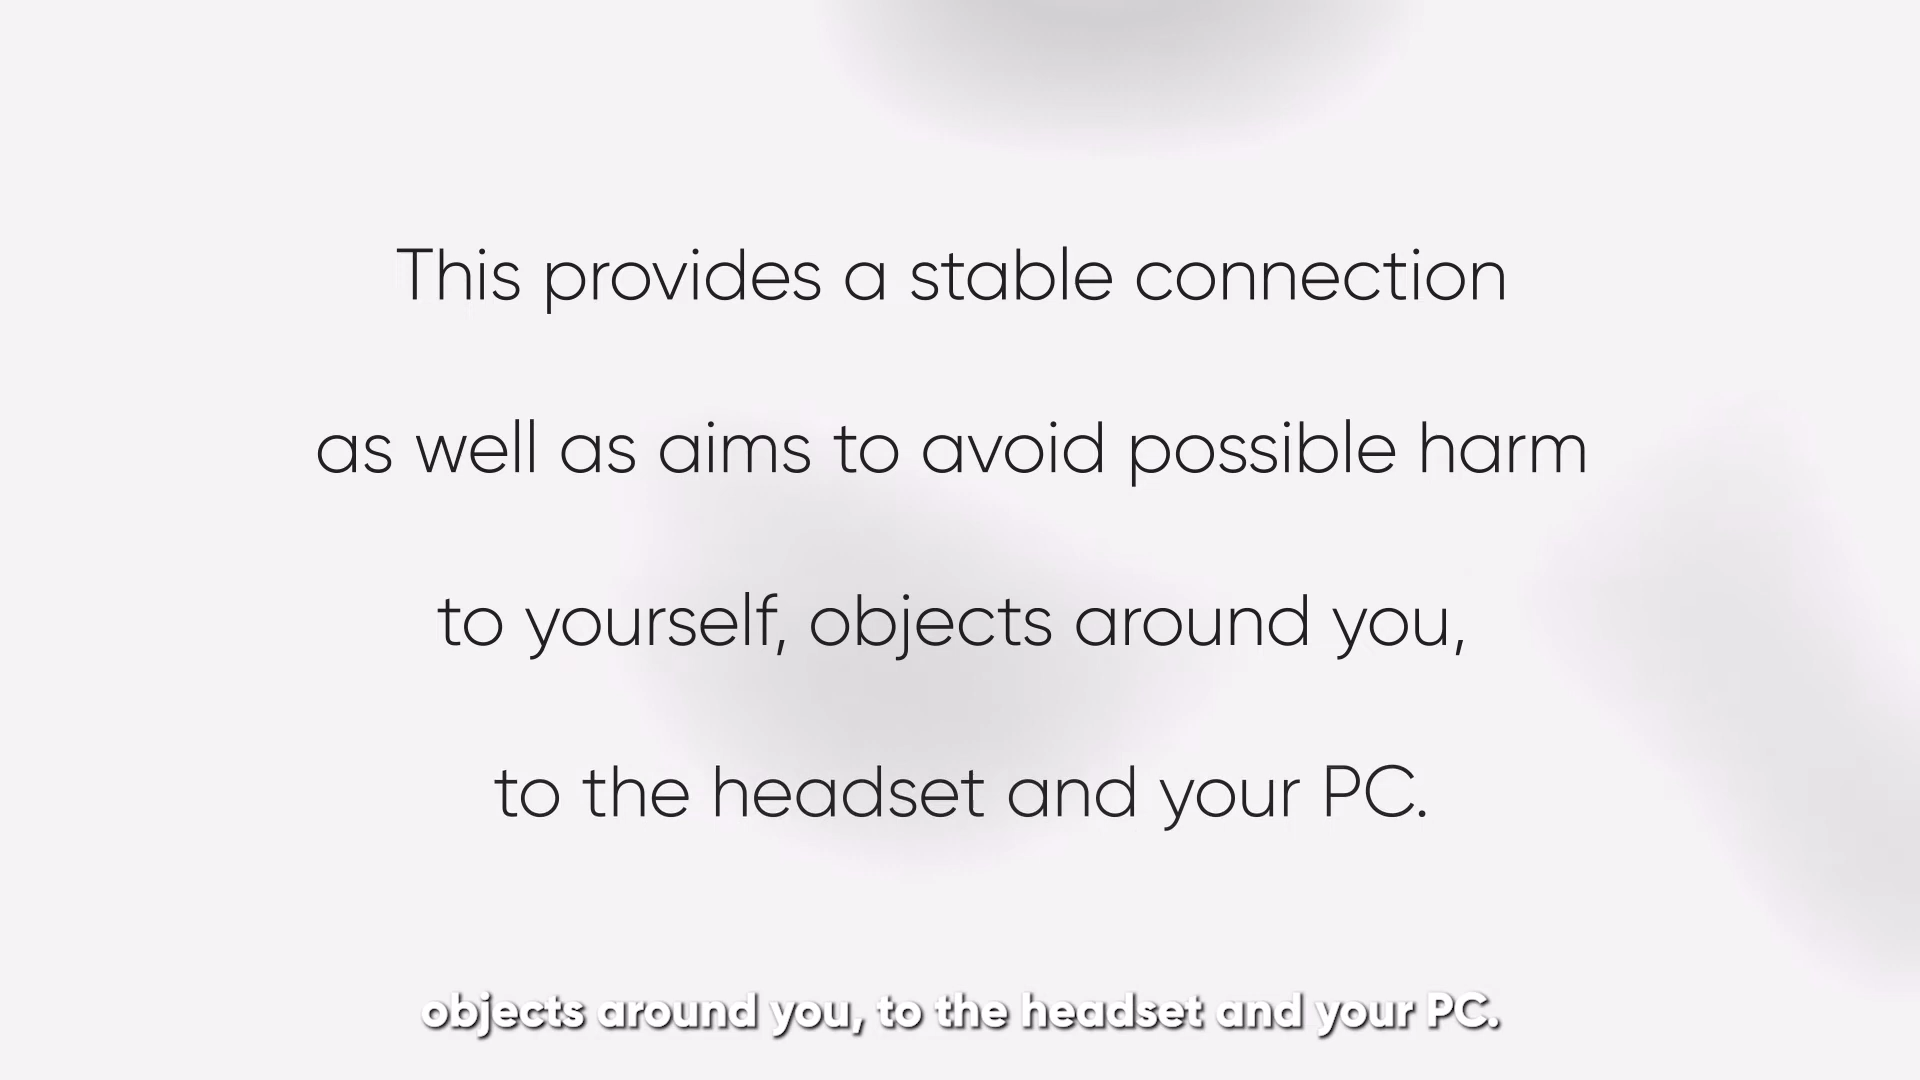 This provides a stable connection
as well as aims to avoid possible harm
to yourself, objects around you,
to the headset and your PC.
objects around you, to the headset and your PC.